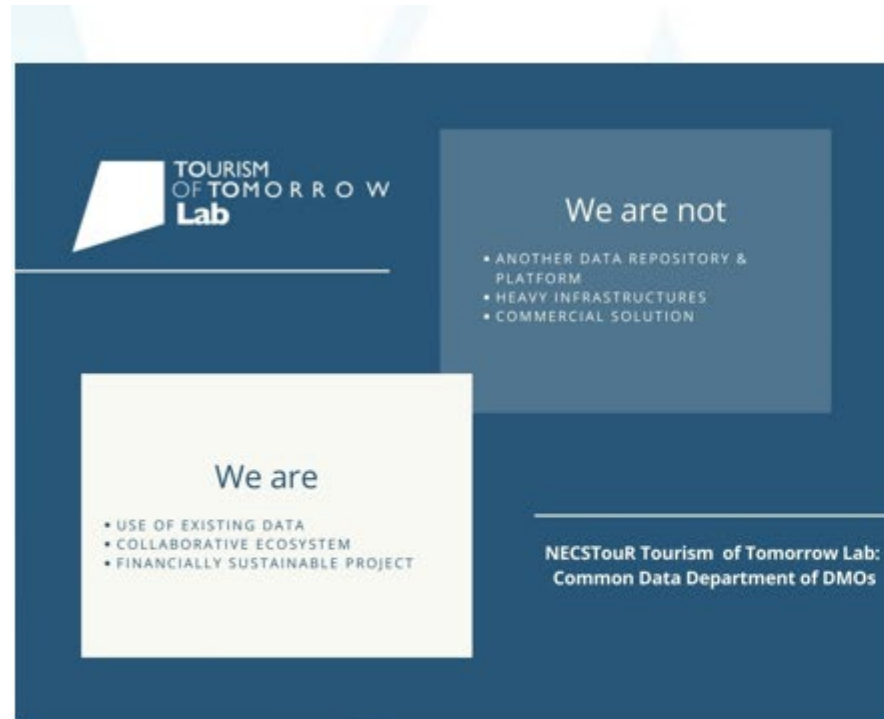 TOURISM
OF TOMORROW
Lab
We are not
• ANOTHER DATA REPOSITORY &
PLATFORM
• HEAVY INFRASTRUCTURES
• COMMERCIAL SOLUTION
We are
• USE OF EXISTING DATA
• COLLABORATIVE ECOSYSTEM
• FINANCIALLY SUSTAINABLE PROJECT
NECSTouR Tourism of Tomorrow Lab:
Common Data Department of DMOs